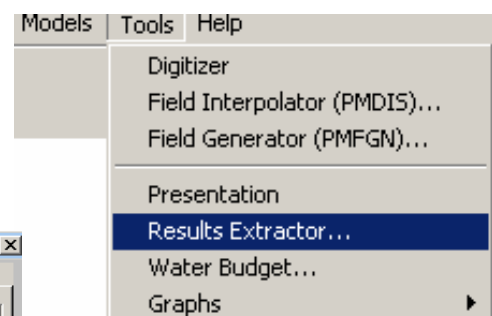 Models Tools Help
Digitizer
Field Interpolator (PMDIS)...
Field Generator (PMFGN)...
Presentation
Results Extractor...
Water Budget...
Graphs